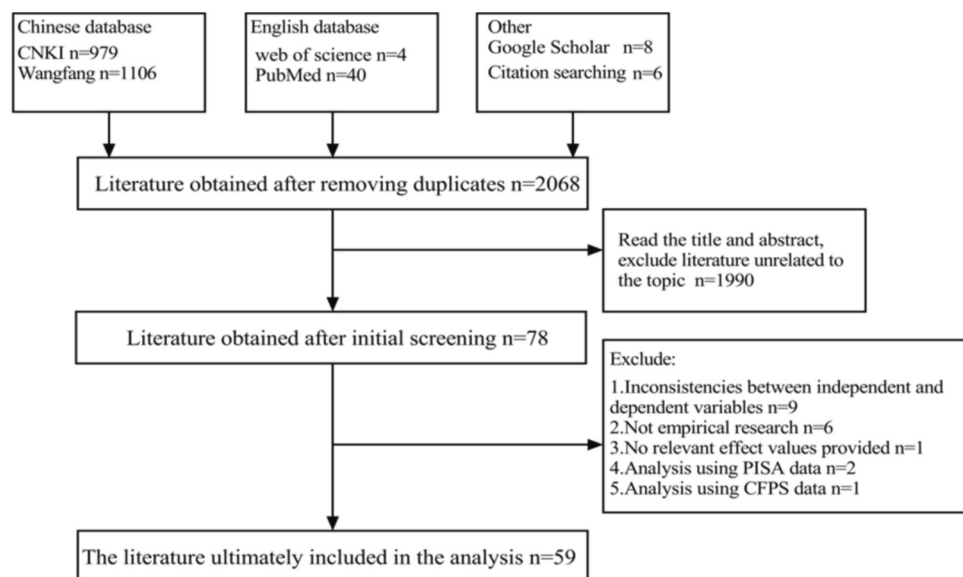 Chinese database
CNKI n=979
Wangfang n=1106
English database
web of science n=4
PubMed n=40
Other
Google Scholar n=8
Citation searching n=6
Literature obtained after removing duplicates n=2068
Read the title and abstract,
exclude literature unrelated to
the topic n=1990
Literature obtained after initial screening n=78
Exclude:
1.Inconsistencies between independent and
dependent variables n=9
2.Not empirical research n=6
3.No relevant effect values provided n=1
4.Analysis using PISA data n=2
5.Analysis using CFPS data n=1
The literature ultimately included in the analysis n=59